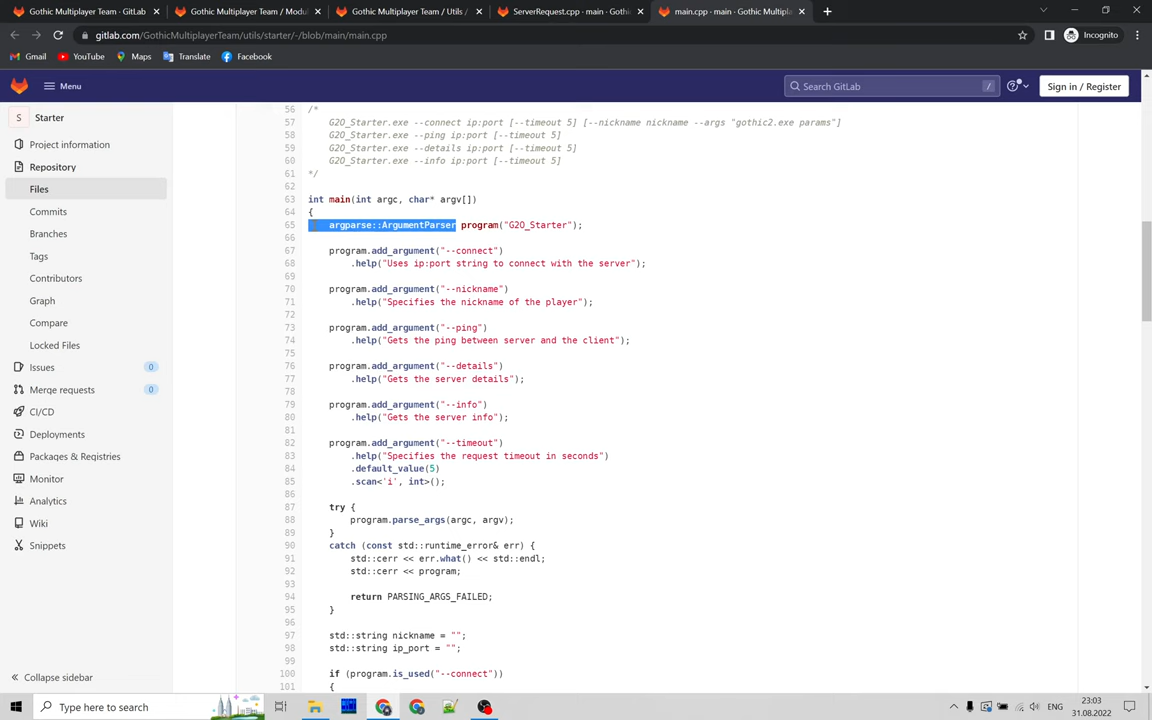 Gothic Multiplayer Team · GitLab
Gothic Multiplayer Team / Modul
Gothic Multiplayer Team / Utils /
ServerRequest.cpp · main · Gothi
main.cpp · main · Gothic Multipla
gitlab.com/GothicMultiplayerTeam/utils/starter/-/blob/main/main.cpp
Incognito
Gmail
YouTube
Maps
Translate
Facebook
Menu
Search GitLab
/
Sign in / Register
S Starter
Project information
Repository
Files
Commits
Branches
Tags
Contributors
Graph
Compare
Locked Files
Issues 0
Merge requests 0
CI/CD
Deployments
Packages & Registries
Monitor
Analytics
Wiki
Snippets
Collapse sidebar
56 /*
57 G2O_Starter.exe --connect ip:port [--timeout 5] [--nickname nickname --args "gothic2.exe params"]
58 G2O_Starter.exe --ping ip:port [--timeout 5]
59 G2O_Starter.exe --details ip:port [--timeout 5]
60 G2O_Starter.exe --info ip:port [--timeout 5]
61 */
62
63 int main(int argc, char* argv[])
64 {
65 argparse::ArgumentParser program("G2O_Starter");
66
67 program.add_argument("--connect")
68 .help("Uses ip:port string to connect with the server");
69
70 program.add_argument("--nickname")
71 .help("Specifies the nickname of the player");
72
73 program.add_argument("--ping")
74 .help("Gets the ping between server and the client");
75
76 program.add_argument("--details")
77 .help("Gets the server details");
78
79 program.add_argument("--info")
80 .help("Gets the server info");
81
82 program.add_argument("--timeout")
83 .help("Specifies the request timeout in seconds")
84 .default_value(5)
85 .scan<'i', int>();
86
87 try {
88 program.parse_args(argc, argv);
89 }
90 catch (const std::runtime_error& err) {
91 std::cerr << err.what() << std::endl;
92 std::cerr << program;
93
94 return PARSING_ARGS_FAILED;
95 }
96
97 std::string nickname = "";
98 std::string ip_port = "";
99
100 if (program.is_used("--connect"))
101 {
Type here to search
ENG
23:03
31.08.2022